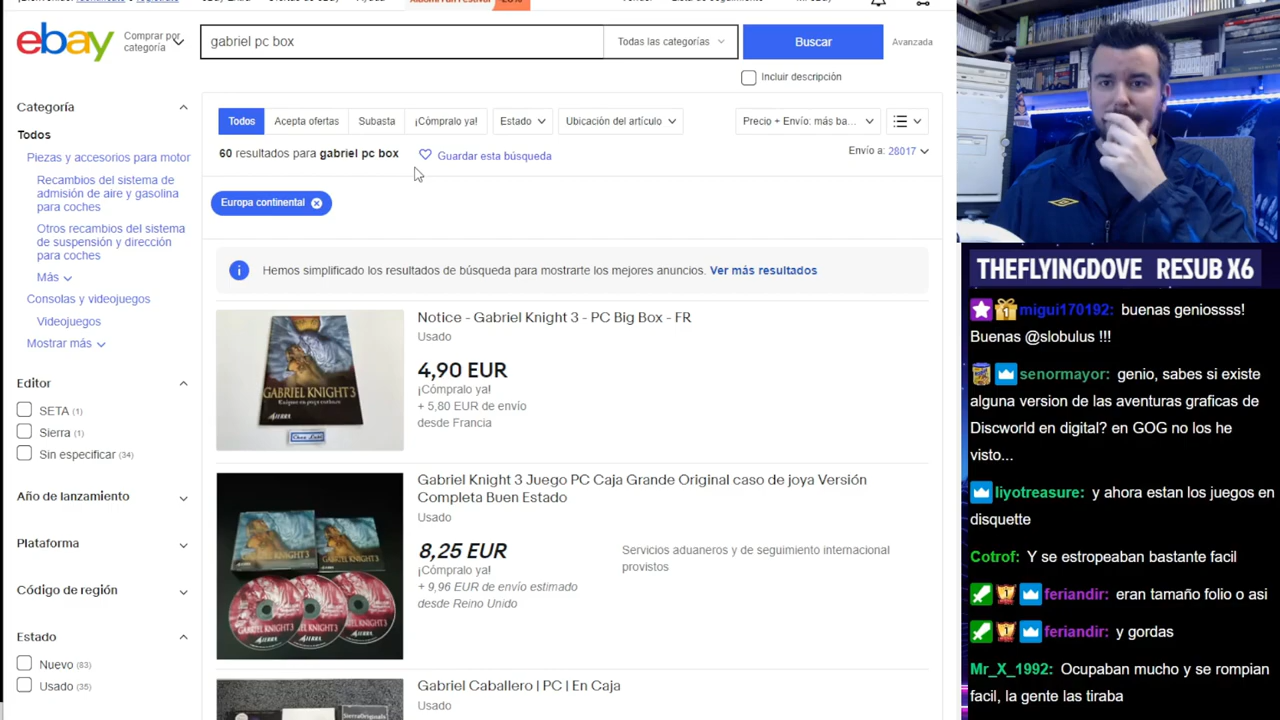 ebay
Comprar por
categoría
gabriel pc box
Todas las categorías
Buscar
Avanzada
Incluir descripción
Categoría
Todos
Piezas y accesorios para motor
Recambios del sistema de
admisión de aire y gasolina
para coches
Otros recambios del sistema
de suspensión y dirección
para coches
Más
Consolas y videojuegos
Videojuegos
Mostrar más
Editor
SETA (1)
Sierra (1)
Sin especificar (34)
Año de lanzamiento
Plataforma
Código de región
Estado
Nuevo (83)
Usado (35)
Todos
Acepta ofertas
Subasta
¡Cómpralo ya!
Estado
Ubicación del artículo
Precio + Envío: más ba...
60 resultados para gabriel pc box
Guardar esta búsqueda
Envío a: 28017
Europa continental
Hemos simplificado los resultados de búsqueda para mostrarte los mejores anuncios. Ver más resultados
GABRIEL KNIGHT 3
SIERRA
Notice - Gabriel Knight 3 - PC Big Box - FR
Usado
4,90 EUR
¡Cómpralo ya!
+ 5,80 EUR de envío
desde Francia
Gabriel Knight 3 Juego PC Caja Grande Original caso de joya Versión
Completa Buen Estado
Usado
8,25 EUR
¡Cómpralo ya!
+ 9,96 EUR de envío estimado
desde Reino Unido
Servicios aduaneros y de seguimiento internacional
provistos
Gabriel Caballero | PC | En Caja
Usado
THEFLYINGDOVE RESUB X6
migui170192: buenas geniossss!
Buenas @slobulus !!!
senormayor: genio, sabes si existe
alguna version de las aventuras graficas de
Discworld en digital? en GOG no los he
visto...
liyotreasure: y ahora estan los juegos en
disquette
Cotrof: Y se estropeaban bastante facil
feriandir: eran tamaño folio o asi
feriandir: y gordas
Mr_X_1992: Ocupaban mucho y se rompian
facil, la gente las tiraba